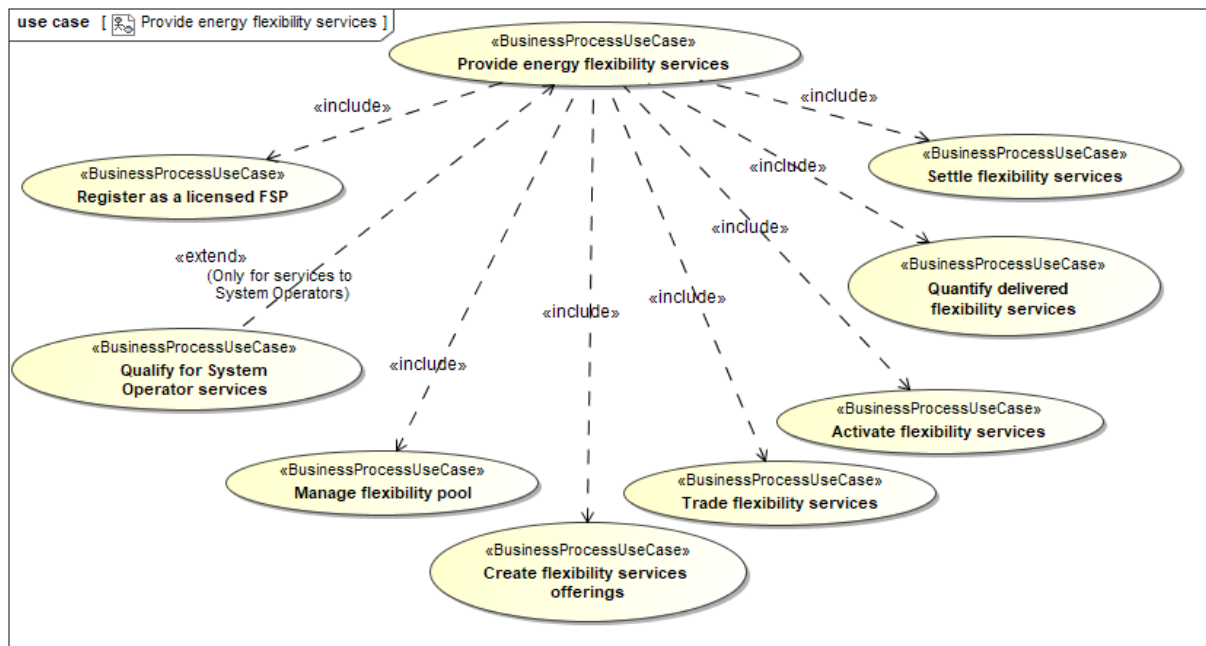 use case [ Provide energy flexibility services ]
«BusinessProcessUseCase»
Provide energy flexibility services
«include»
«include»
«BusinessProcessUseCase»
Register as a licensed FSP
«BusinessProcessUseCase»
Settle flexibility services
«include»
«include»
«extend»
(Only for services to
System Operators)
«BusinessProcessUseCase»
Quantify delivered
flexibility services
«include»
«include»
«BusinessProcessUseCase»
Qualify for System
Operator services
«include»
«BusinessProcessUseCase»
Activate flexibility services
«BusinessProcessUseCase»
Manage flexibility pool
«BusinessProcessUseCase»
Trade flexibility services
«BusinessProcessUseCase»
Create flexibility services
offerings